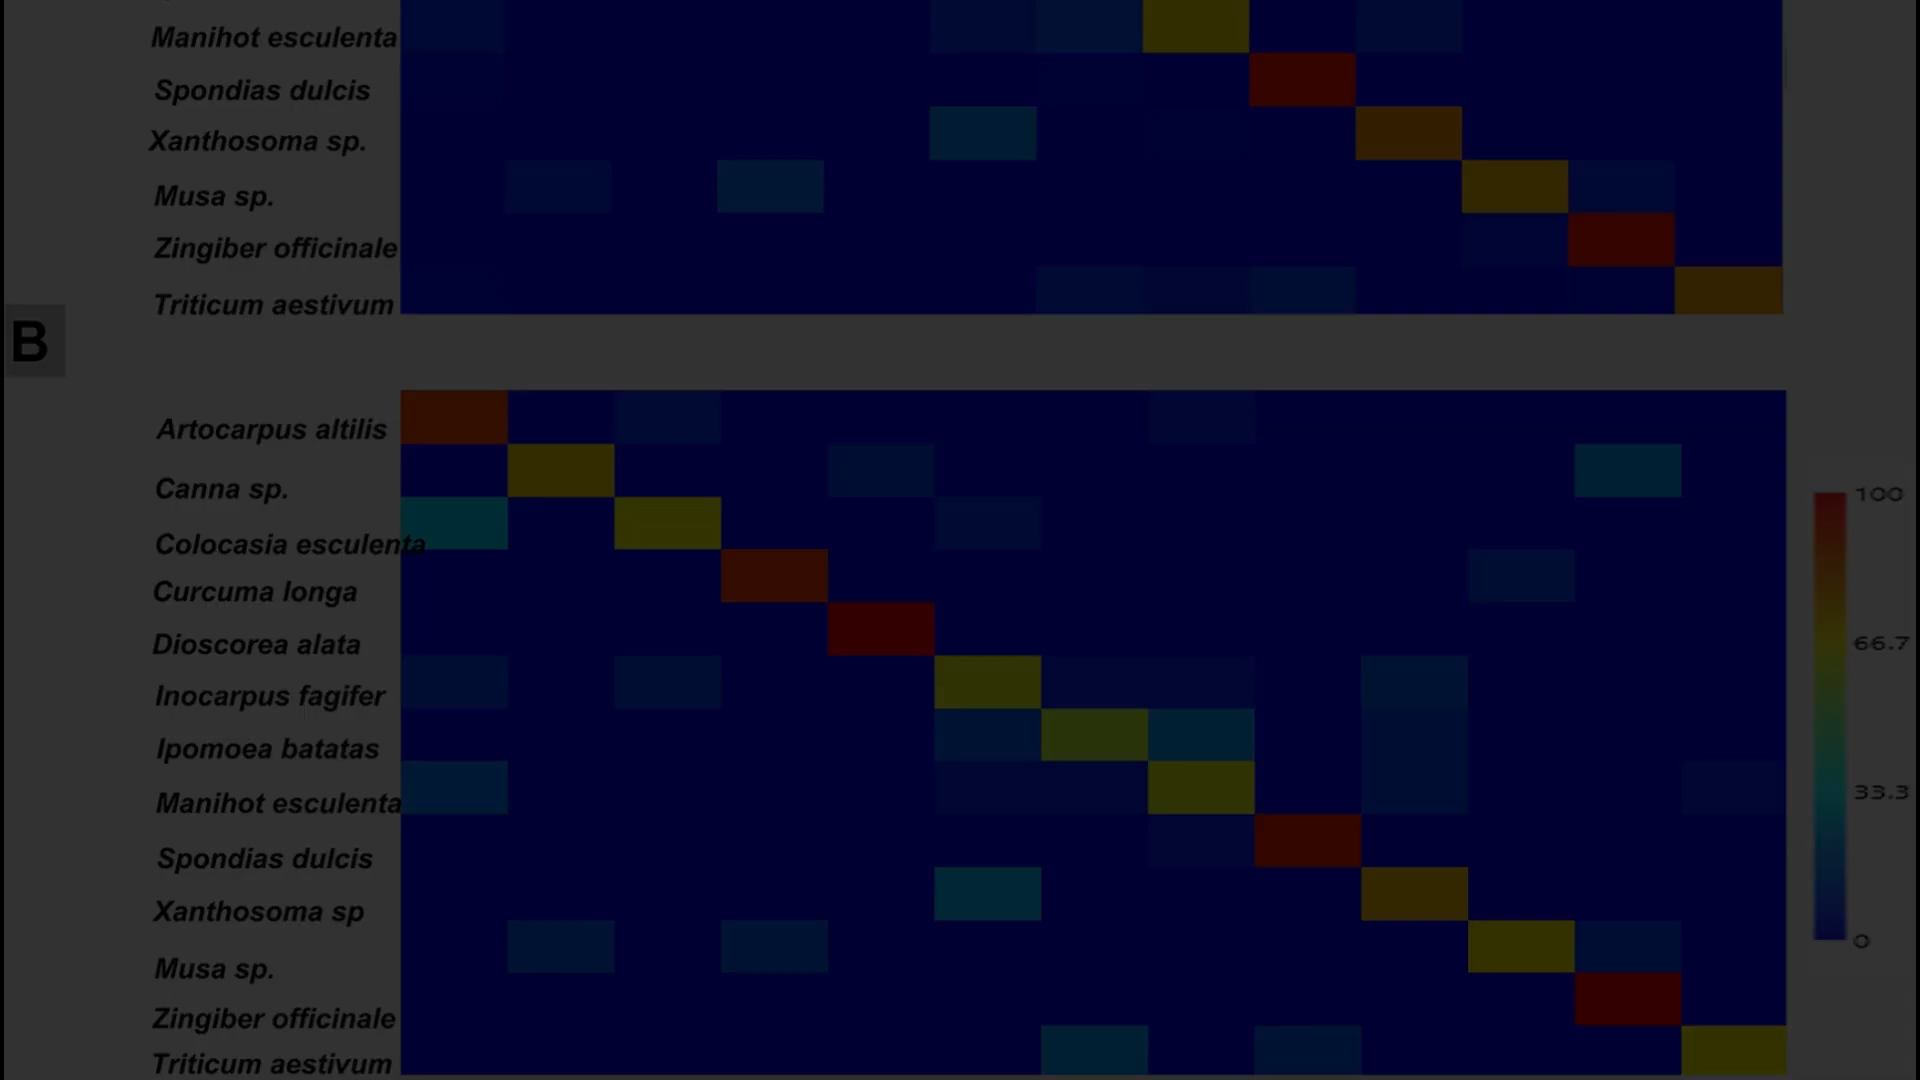 Manihot esculenta
Spondias dulcis
Xanthosoma sp.
Musa sp.
Zingiber officinale
Triticum aestivum
B
Artocarpus altilis
Canna sp.
Colocasia esculenta
Curcuma longa
Dioscorea alata
Inocarpus fagifer
Ipomoea batatas
Manihot esculenta
Spondias dulcis
Xanthosoma sp
Musa sp.
Zingiber officinale
Triticum aestivum
100
66.7
33.3
0